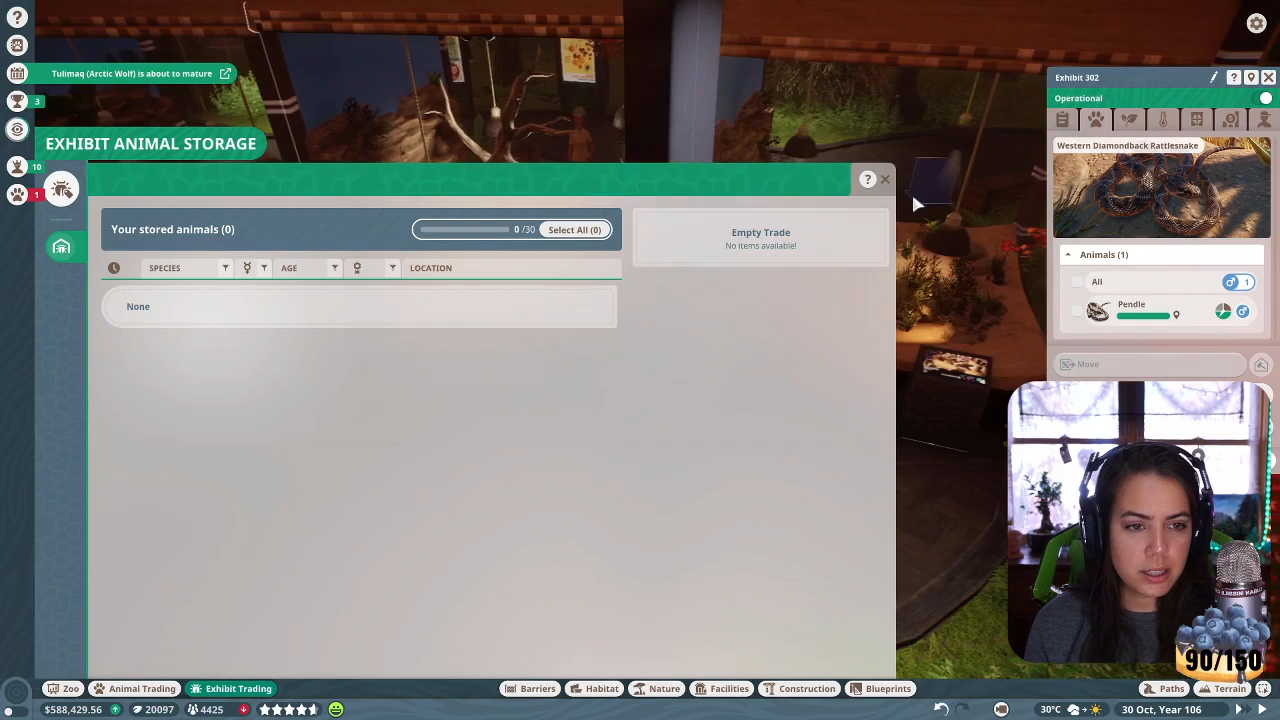 Tulimaq (Arctic Wolf) is about to mature
3
10
1
EXHIBIT ANIMAL STORAGE
?
Your stored animals (0)
0 /30
Select All (0)
SPECIES
AGE
LOCATION
None
Empty Trade
No items available!
Exhibit 302
?
Operational
Western Diamondback Rattlesnake
Animals (1)
All
1
Pendle
Move
90/150
Zoo
Animal Trading
Exhibit Trading
Barriers
Habitat
Nature
Facilities
Construction
Blueprints
Paths
Terrain
$588,429.56
20097
4425
30°C
30 Oct, Year 106